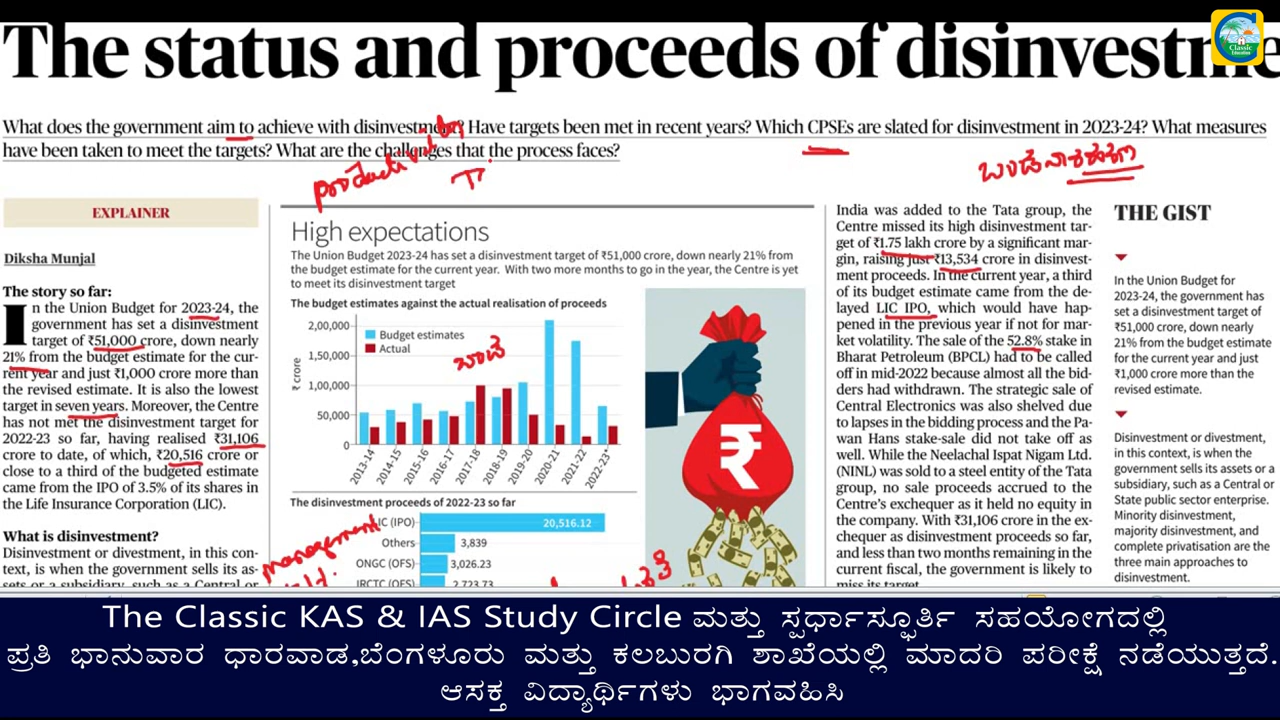 The status and proceeds of disinvestme
Classic
Education
What does the government aim to achieve with disinvestment? Have targets been met in recent years? Which CPSEs are slated for disinvestment in 2023-24? What measures
have been taken to meet the targets? What are the challenges that the process faces?
productivity
EXPLAINER
Diksha Munjal
The story so far:
In the Union Budget for 2023-24, the
government has set a disinvestment
target of ₹51,000 crore, down nearly
21% from the budget estimate for the cur-
rent year and just ₹1,000 crore more than
the revised estimate. It is also the lowest
target in seven years. Moreover, the Centre
has not met the disinvestment target for
2022-23 so far, having realised ₹31,106
crore to date, of which, ₹20,516 crore or
close to a third of the budgeted estimate
came from the IPO of 3.5% of its shares in
the Life Insurance Corporation (LIC).
What is disinvestment?
Disinvestment or divestment, in this con-
text, is when the government sells its as-
sets or a subsidiary, such as a Central or
High expectations
The Union Budget 2023-24 has set a disinvestment target of ₹51,000 crore, down nearly 21% from
the budget estimate for the current year. With two more months to go in the year, the Centre is yet
to meet its disinvestment target
The budget estimates against the actual realisation of proceeds
₹ crore
2,00,000
1,50,000
1,00,000
50,000
0
Budget estimates
Actual
2013-14
2014-15
2015-16
2016-17
2017-18
2018-19
2019-20
2020-21
2021-22
2022-23*
The disinvestment proceeds of 2022-23 so far
LIC (IPO) 20,516.12
Others 3,839
ONGC (OFS) 3,026.23
IRCTC (OFS) 2,723.73
management
₹
India was added to the Tata group, the
Centre missed its high disinvestment tar-
get of ₹1.75 lakh crore by a significant mar-
gin, raising just ₹13,534 crore in disinvest-
ment proceeds. In the current year, a third
of its budget estimate came from the de-
layed LIC IPO, which would have hap-
pened in the previous year if not for mar-
ket volatility. The sale of the 52.8% stake in
Bharat Petroleum (BPCL) had to be called
off in mid-2022 because almost all the bid-
ders had withdrawn. The strategic sale of
Central Electronics was also shelved due
to lapses in the bidding process and the Pa-
wan Hans stake-sale did not take off as
well. While the Neelachal Ispat Nigam Ltd.
(NINL) was sold to a steel entity of the Tata
group, no sale proceeds accrued to the
Centre's exchequer as it held no equity in
the company. With ₹31,106 crore in the ex-
chequer as disinvestment proceeds so far,
and less than two months remaining in the
current fiscal, the government is likely to
miss its target
THE GIST
In the Union Budget for
2023-24, the government has
set a disinvestment target of
₹51,000 crore, down nearly
21% from the budget estimate
for the current year and just
₹1,000 crore more than the
revised estimate.
Disinvestment or divestment,
in this context, is when the
government sells its assets or a
subsidiary, such as a Central or
State public sector enterprise.
Minority disinvestment,
majority disinvestment, and
complete privatisation are the
three main approaches to
disinvestment.
The Classic KAS & IAS Study Circle ಮತ್ತು ಸ್ಪರ್ಧಾಸ್ಫೂರ್ತಿ ಸಹಯೋಗದಲ್ಲಿ
ಪ್ರತಿ ಭಾನುವಾರ ಧಾರವಾಡ,ಬೆಂಗಳೂರು ಮತ್ತು ಕಲಬುರಗಿ ಶಾಖೆಯಲ್ಲಿ ಮಾದರಿ ಪರೀಕ್ಷೆ ನಡೆಯುತ್ತದೆ.
ಆಸಕ್ತ ವಿದ್ಯಾರ್ಥಿಗಳು ಭಾಗವಹಿಸಿ